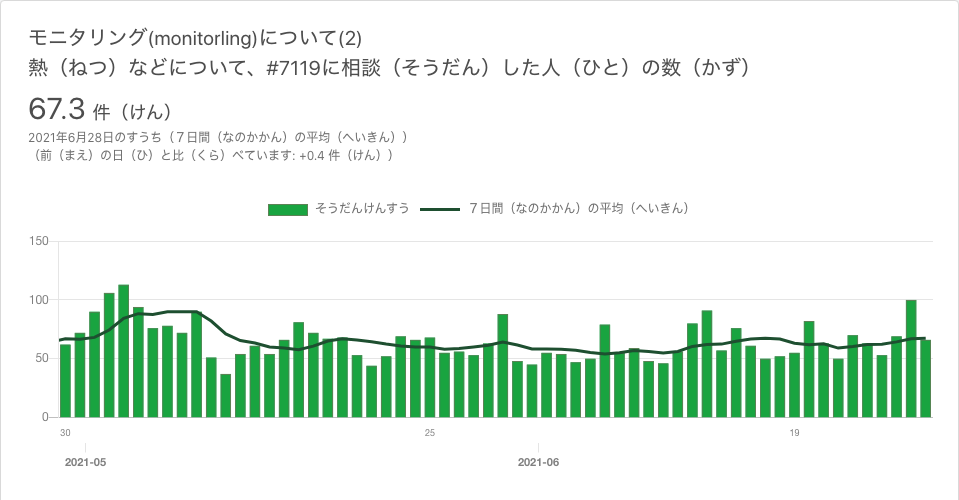 モニタリング(monitorling)について(2)
熱（ねつ）などについて、#7119に相談（そうだん）した人（ひと）の数（かず）
67.3 件（けん）
2021年6月28日のすうち（７日間（なのかかん）の平均（へいきん））
（前（まえ）の日（ひ）と比（くら）べています: +0.4 件（けん））
そうだんけんすう
７日間（なのかかん）の平均（へいきん）
150
100
50
0
30
25
19
2021-05
2021-06